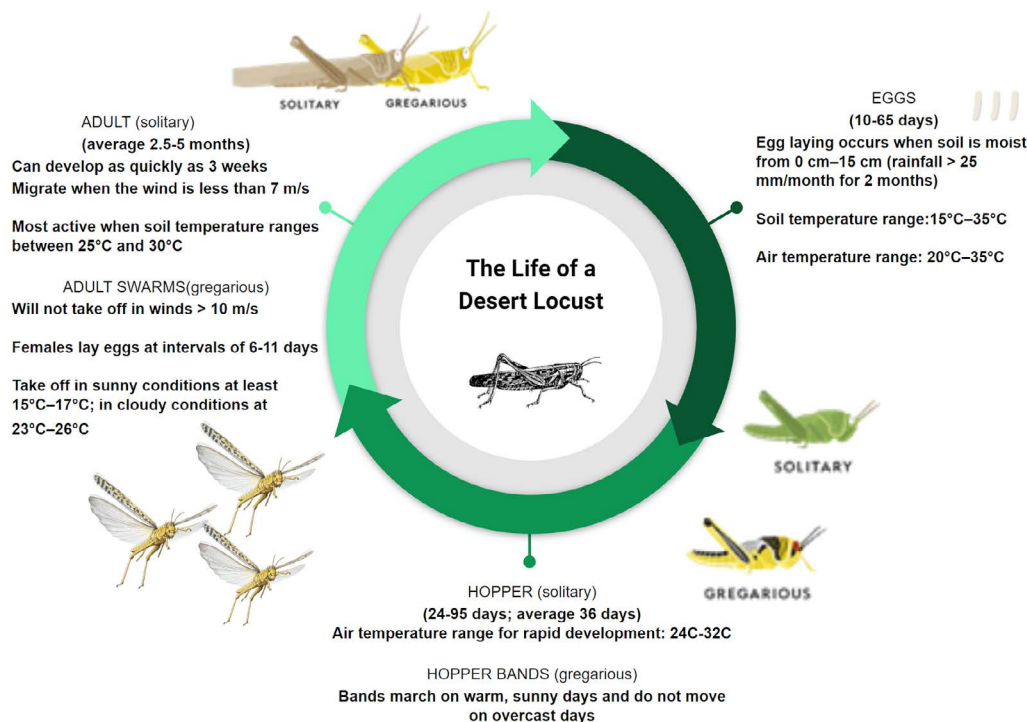 SOLITARY
GREGARIOUS
ADULT (solitary)
(average 2.5-5 months)
Can develop as quickly as 3 weeks
Migrate when the wind is less than 7 m/s
Most active when soil temperature ranges
between 25°C and 30°C
ADULT SWARMS(gregarious)
Will not take off in winds > 10 m/s
Females lay eggs at intervals of 6-11 days
Take off in sunny conditions at least
15°C–17°C; in cloudy conditions at
23°C–26°C
The Life of a
Desert Locust
EGGS
(10-65 days)
Egg laying occurs when soil is moist
from 0 cm–15 cm (rainfall > 25
mm/month for 2 months)
Soil temperature range:15°C–35°C
Air temperature range: 20°C–35°C
SOLITARY
GREGARIOUS
HOPPER (solitary)
(24-95 days; average 36 days)
Air temperature range for rapid development: 24C-32C
HOPPER BANDS (gregarious)
Bands march on warm, sunny days and do not move
on overcast days